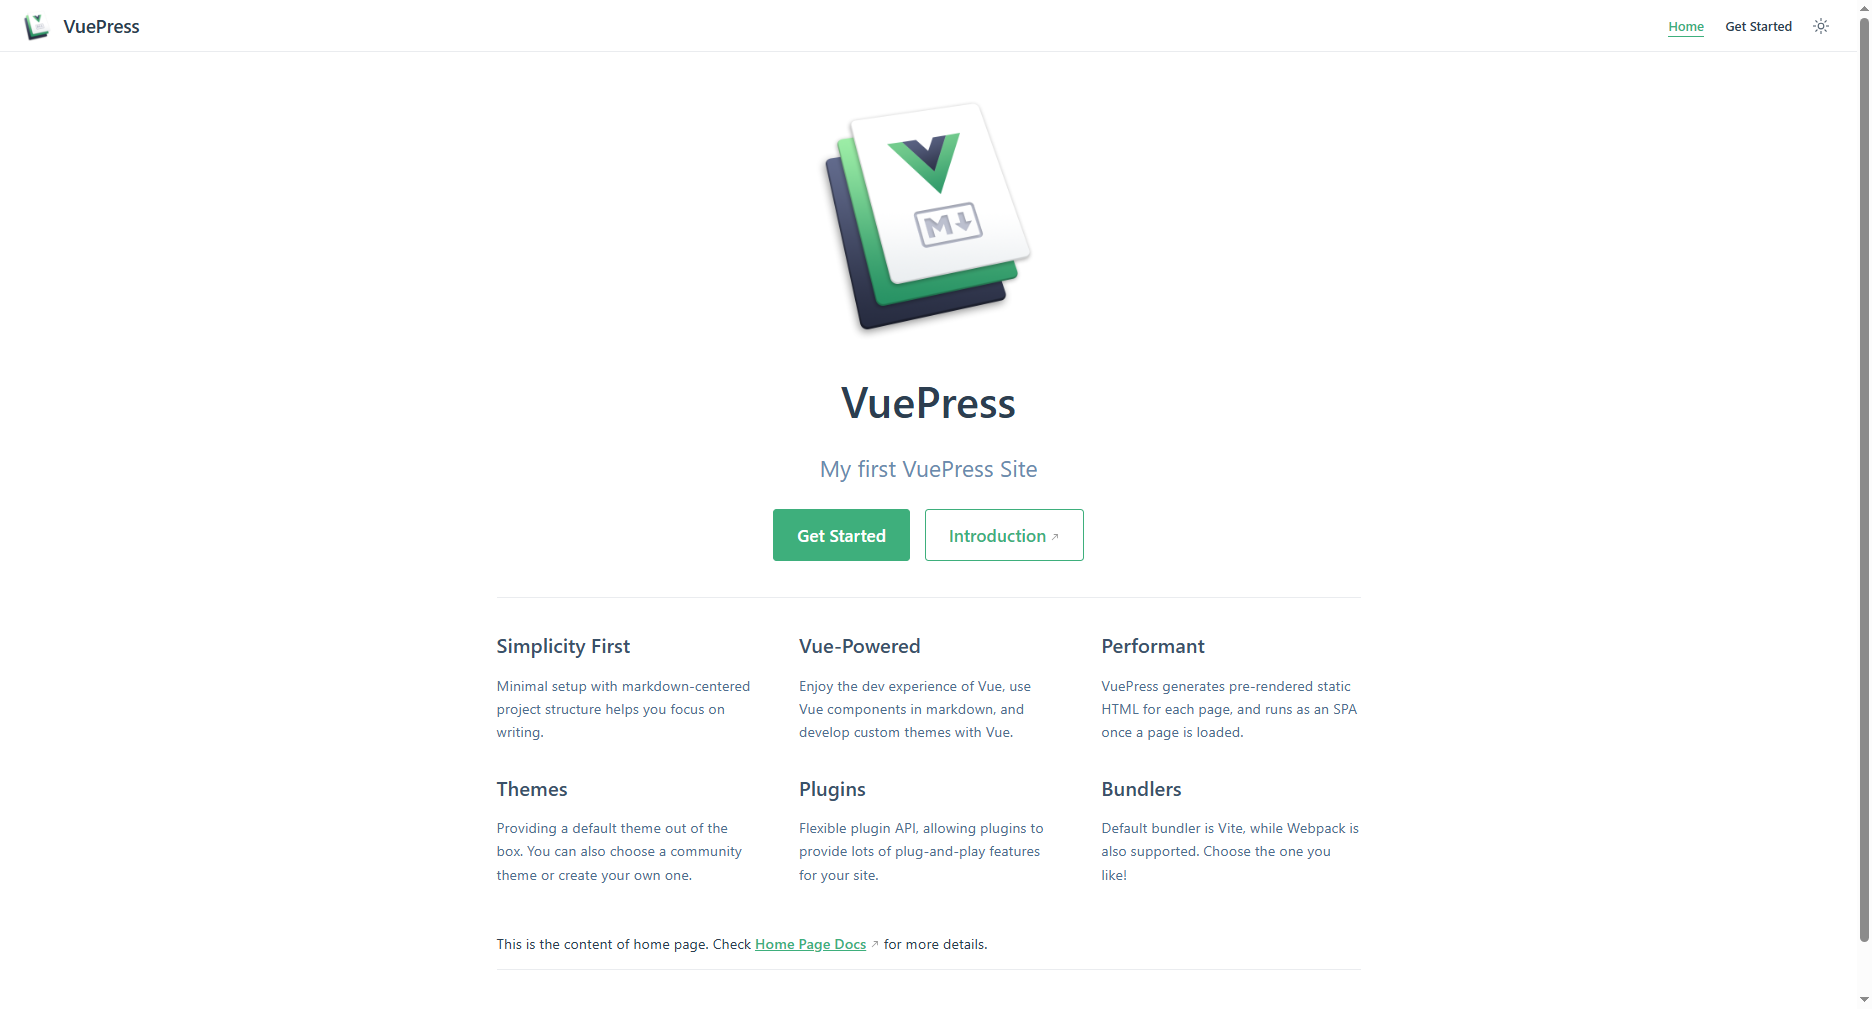 VuePress
Home
Get Started
M
VuePress
My first VuePress Site
Get Started
Introduction
Simplicity First
Minimal setup with markdown-centered
project structure helps you focus on
writing.
Vue-Powered
Enjoy the dev experience of Vue, use
Vue components in markdown, and
develop custom themes with Vue.
Performant
VuePress generates pre-rendered static
HTML for each page, and runs as an SPA
once a page is loaded.
Themes
Providing a default theme out of the
box. You can also choose a community
theme or create your own one.
Plugins
Flexible plugin API, allowing plugins to
provide lots of plug-and-play features
for your site.
Bundlers
Default bundler is Vite, while Webpack is
also supported. Choose the one you
like!
This is the content of home page. Check Home Page Docs for more details.